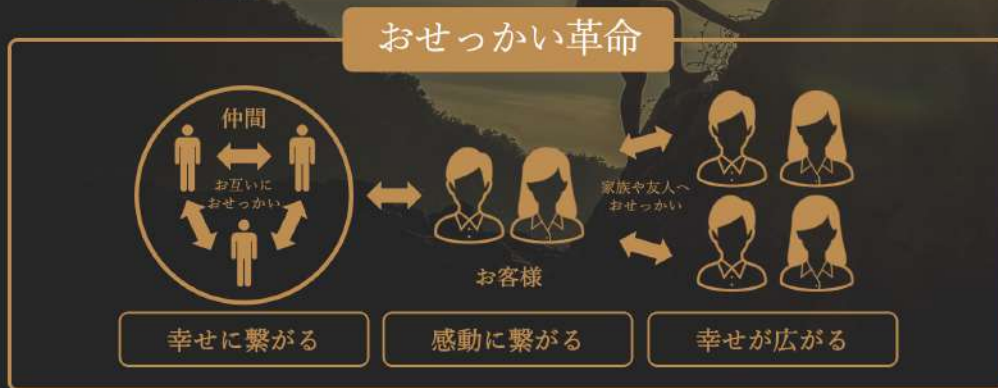 おせっかい革命
仲間
お互いに
おせっかい
家族や友人へ
おせっかい
お客様
幸せに繋がる
感動に繋がる
幸せが広がる